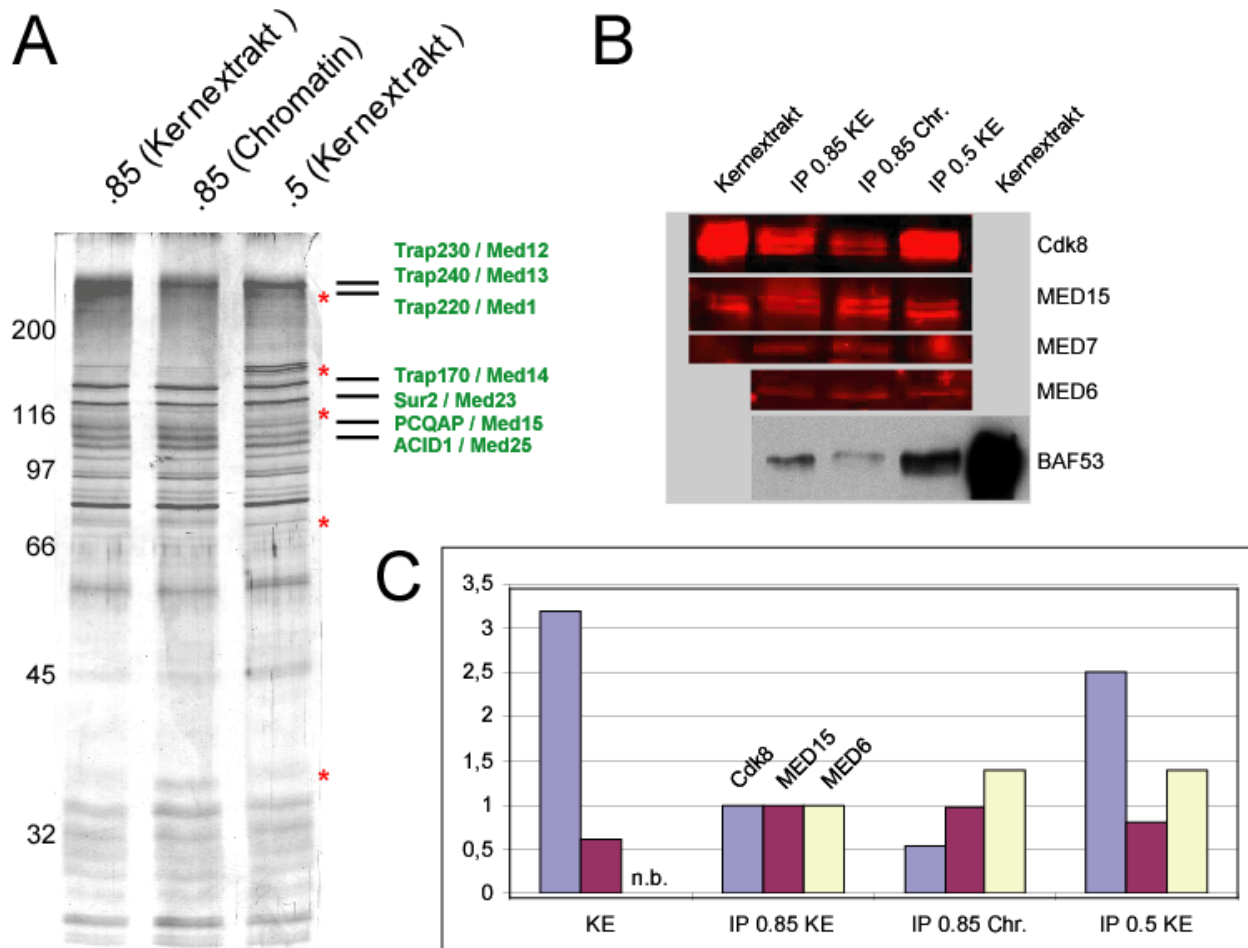 A
.85 (Kernextrakt )
.85 (Chromatin)
.5 (Kernextrakt )
200
116
97
66
45
32
Trap230 / Med12
Trap240 / Med13
*
Trap220 / Med1
*
Trap170 / Med14
Sur2 / Med23
*
PCQAP / Med15
ACID1 / Med25
*
*
B
Kernextrakt
IP 0.85 KE
IP 0.85 Chr.
IP 0.5 KE
Kernextrakt
Cdk8
MED15
MED7
MED6
BAF53
C
3,5
3
2,5
2
1,5
1
0,5
0
n.b.
Cdk8
MED15
MED6
KE
IP 0.85 KE
IP 0.85 Chr.
IP 0.5 KE